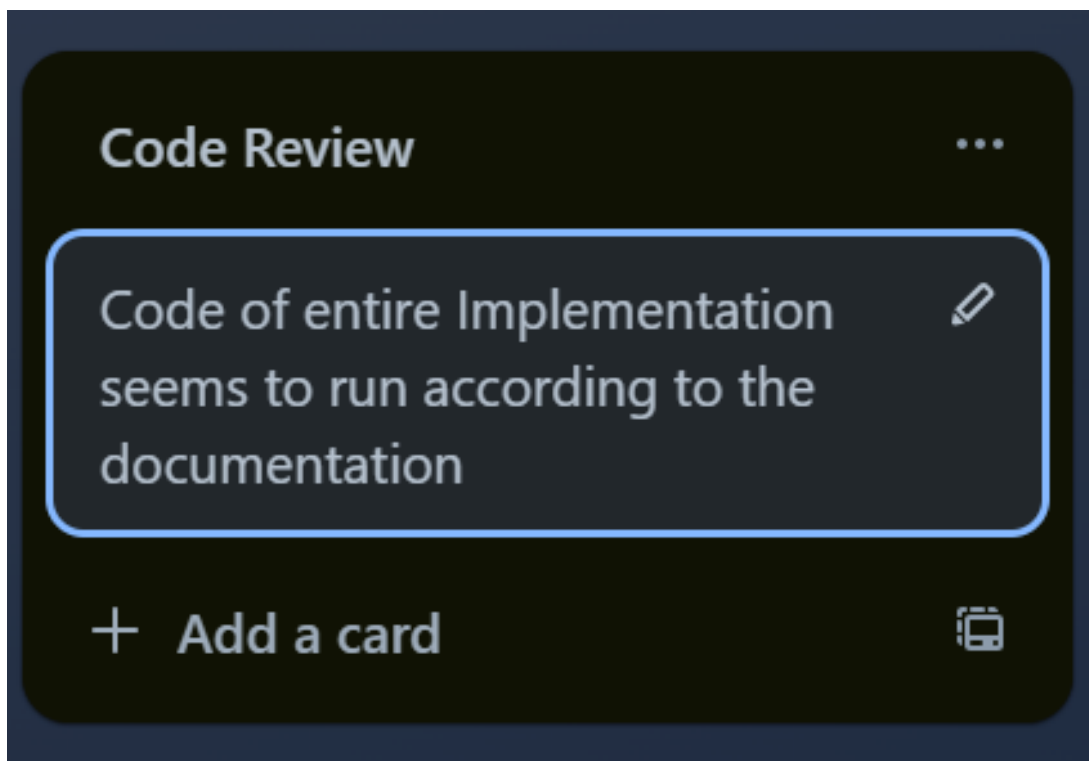 Code Review
Code of entire Implementation
seems to run according to the
documentation
Add a card